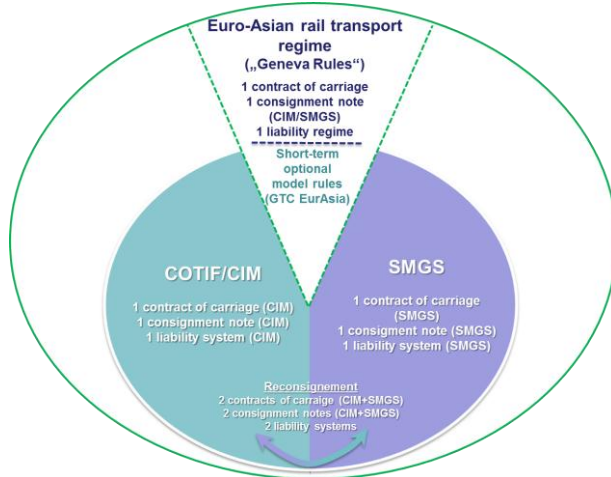 Euro-Asian rail transport
regime
(„Geneva Rules“)
1 contract of carriage
1 consignment note
(CIM/SMGS)
1 liability regime
Short-term
optional
model rules
(GTC EurAsia)
COTIF/CIM
1 contract of carriage (CIM)
1 consignment note (CIM)
1 liability system (CIM)
SMGS
1 contract of carriage
(SMGS)
1 consigment note (SMGS)
1 liability system (SMGS)
Reconsignement
2 contracts of carraige (CIM+SMGS)
2 consignment notes (CIM+SMGS)
2 liability systems